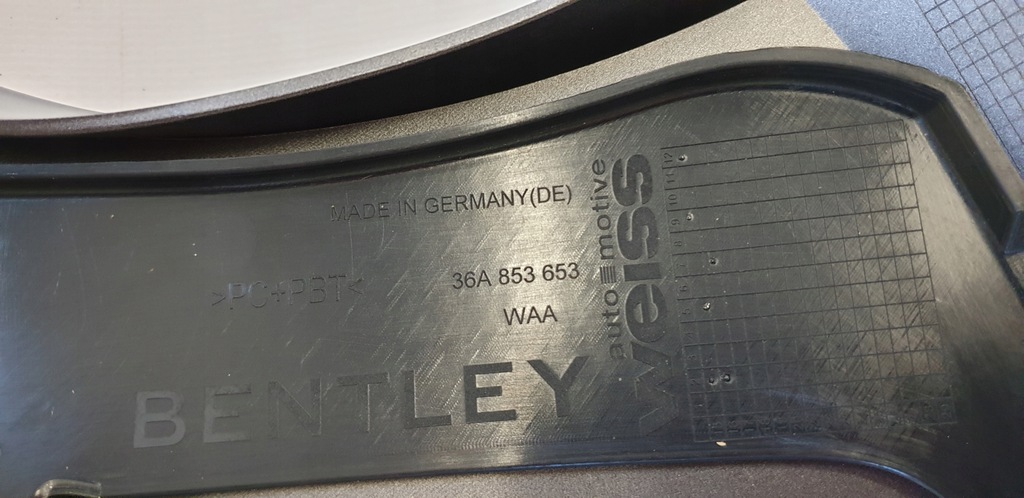 MADE IN GERMANY(DE)
>PC+PBT<
36A 853 653
WAA
BENTLEY
auto motive
weiss